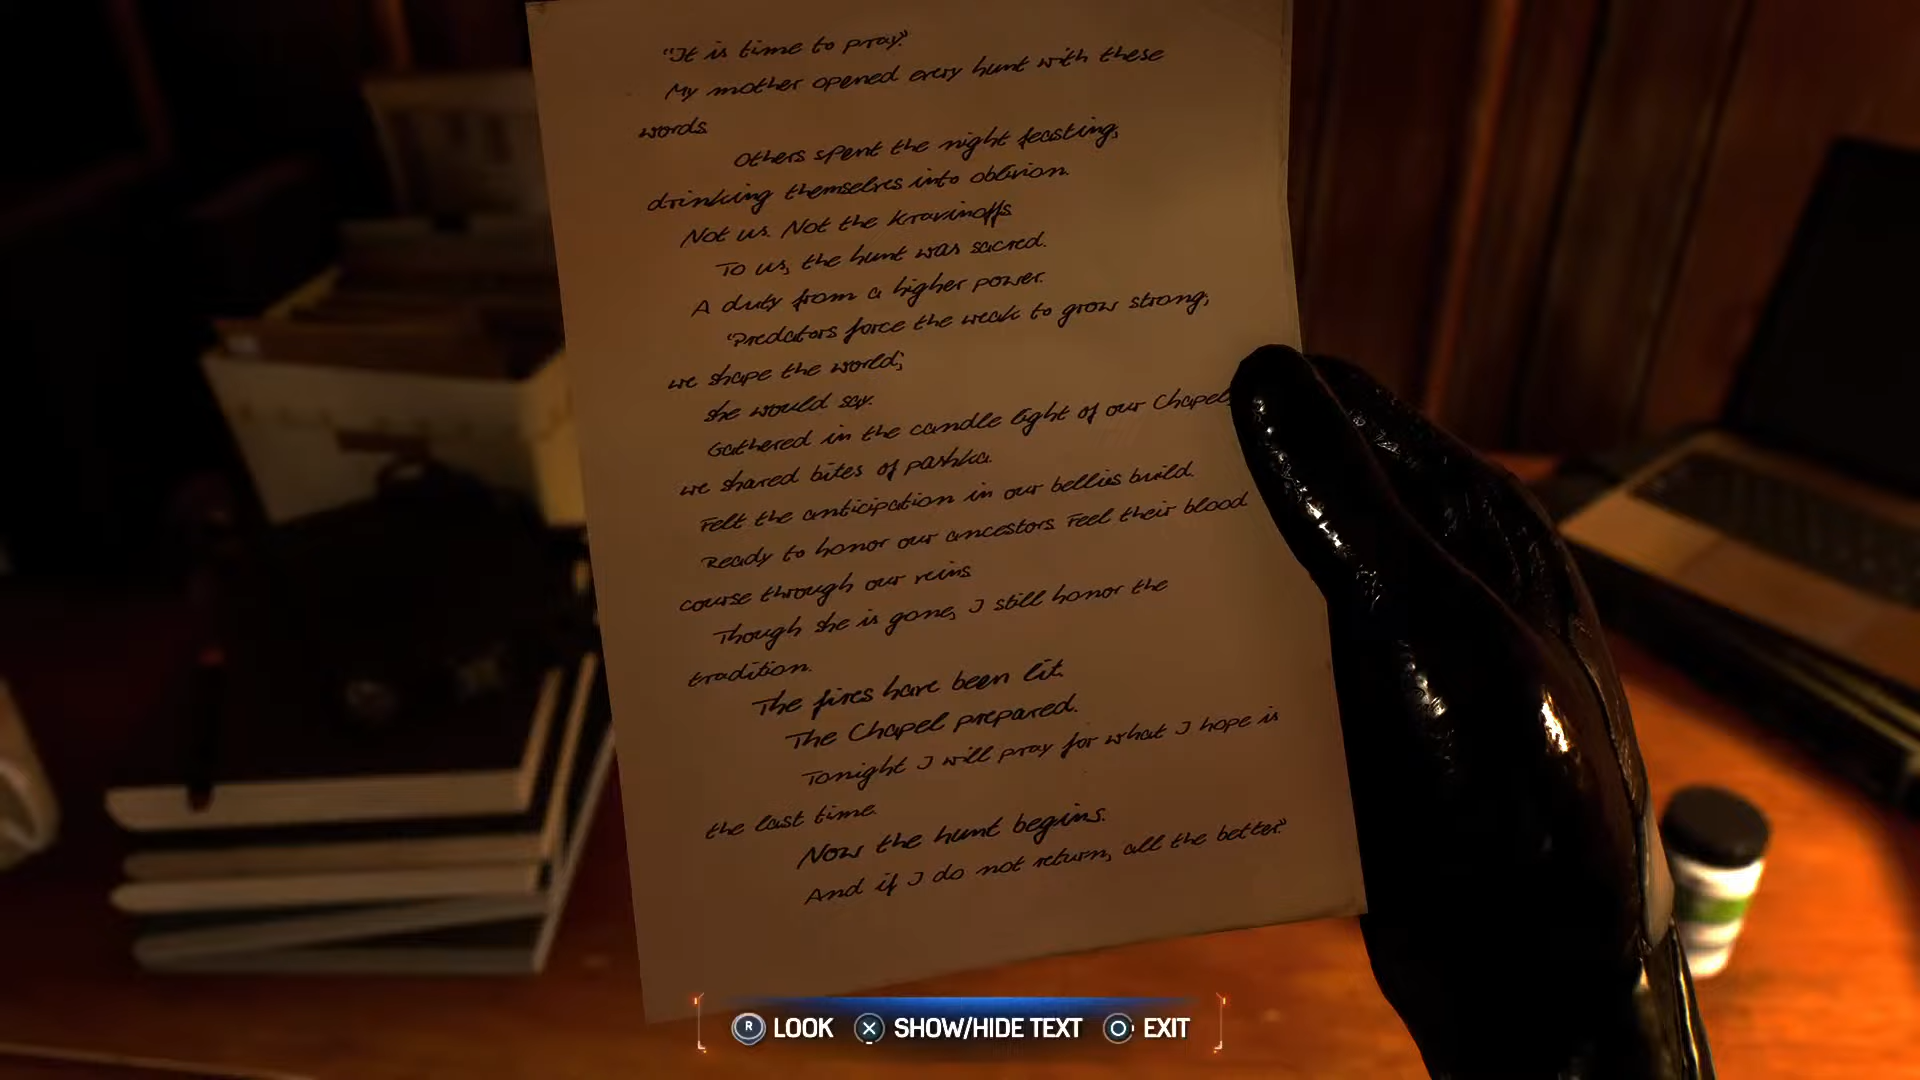 "It is time to pray."
My mother opened every hunt with these
words.
Others spent the night feasting,
drinking themselves into oblivion.
Not us. Not the Kravinoffs
To us, the hunt was sacred.
A duty from a higher power.
"Predators force the weak to grow strong,
we shape the world,"
she would say.
Gathered in the candle light of our Chapel,
we shared bites of pashka.
Felt the anticipation in our bellies build.
Ready to honor our ancestors. Feel their blood
course through our veins
Though she is gone, I still honor the
tradition.
The fires have been lit.
The Chapel prepared.
Tonight I will pray for what I hope is
the last time.
Now the hunt begins.
And if I do not return, all the better."
R LOOK SHOW/HIDE TEXT EXIT